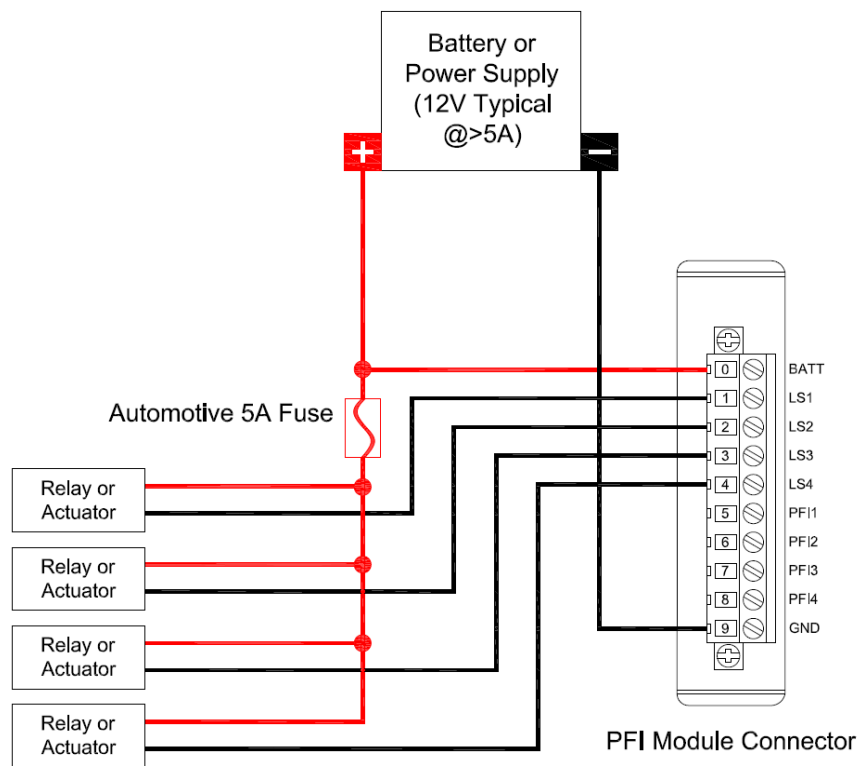 Battery or
Power Supply
(12V Typical
@>5A)
+
−
Automotive 5A Fuse
Relay or
Actuator
Relay or
Actuator
Relay or
Actuator
Relay or
Actuator
0 BATT
1 LS1
2 LS2
3 LS3
4 LS4
5 PFI1
6 PFI2
7 PFI3
8 PFI4
9 GND
PFI Module Connector